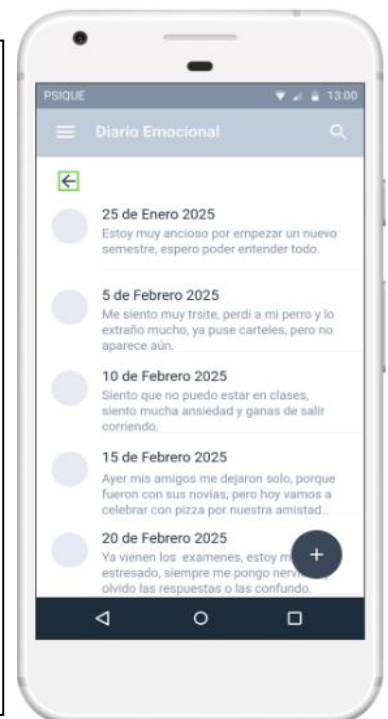 PSIQUE
13:00
Diario Emocional
25 de Enero 2025
Estoy muy ancioso por empezar un nuevo
semestre, espero poder entender todo.
5 de Febrero 2025
Me siento muy trsite, perdí a mi perro y lo
extraño mucho, ya puse carteles, pero no
aparece aún.
10 de Febrero 2025
Siento que no puedo estar en clases,
siento mucha ansiedad y ganas de salir
corriendo.
15 de Febrero 2025
Ayer mis amigos me dejaron solo, porque
fueron con sus novias, pero hoy vamos a
celebrar con pizza por nuestra amistad..
20 de Febrero 2025
Ya vienen los examenes, estoy
estresado, siempre me pongo
olvido las respuestas o las confundo.